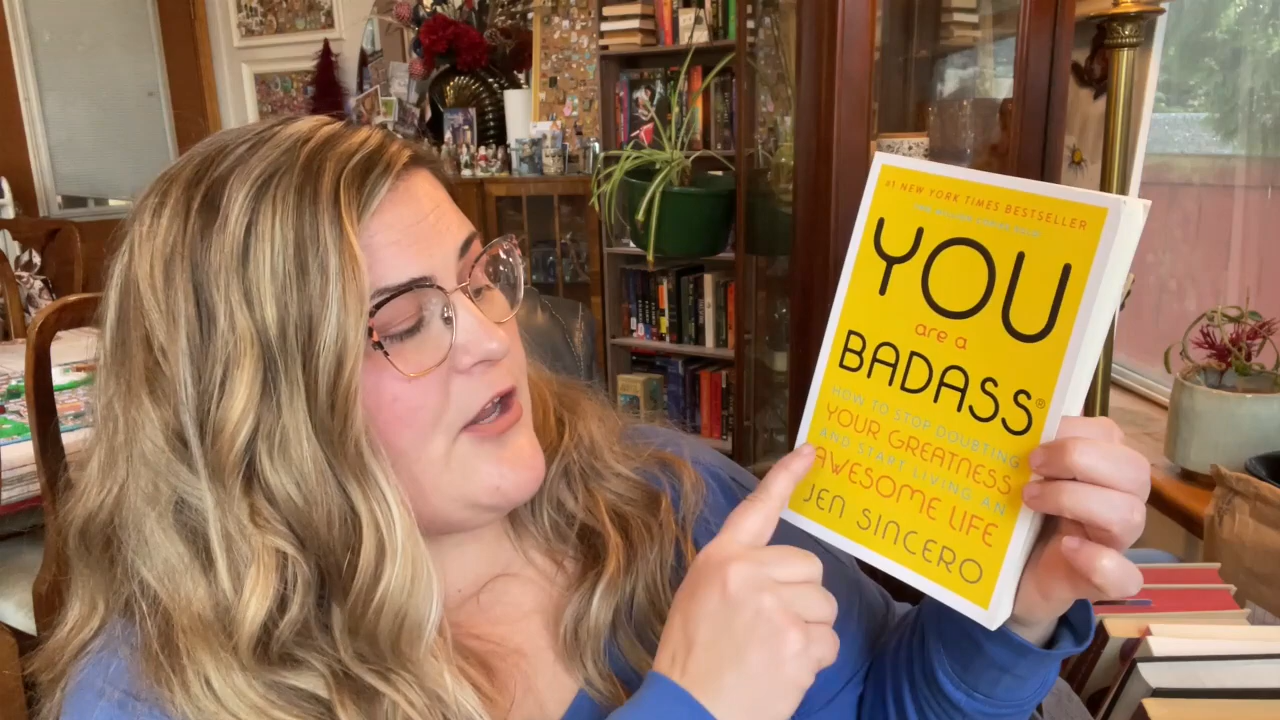 #1 NEW YORK TIMES BESTSELLER
YOU
are a
BADASS®
HOW TO STOP DOUBTING
YOUR GREATNESS
AND START LIVING AN
AWESOME LIFE
JEN SINCERO